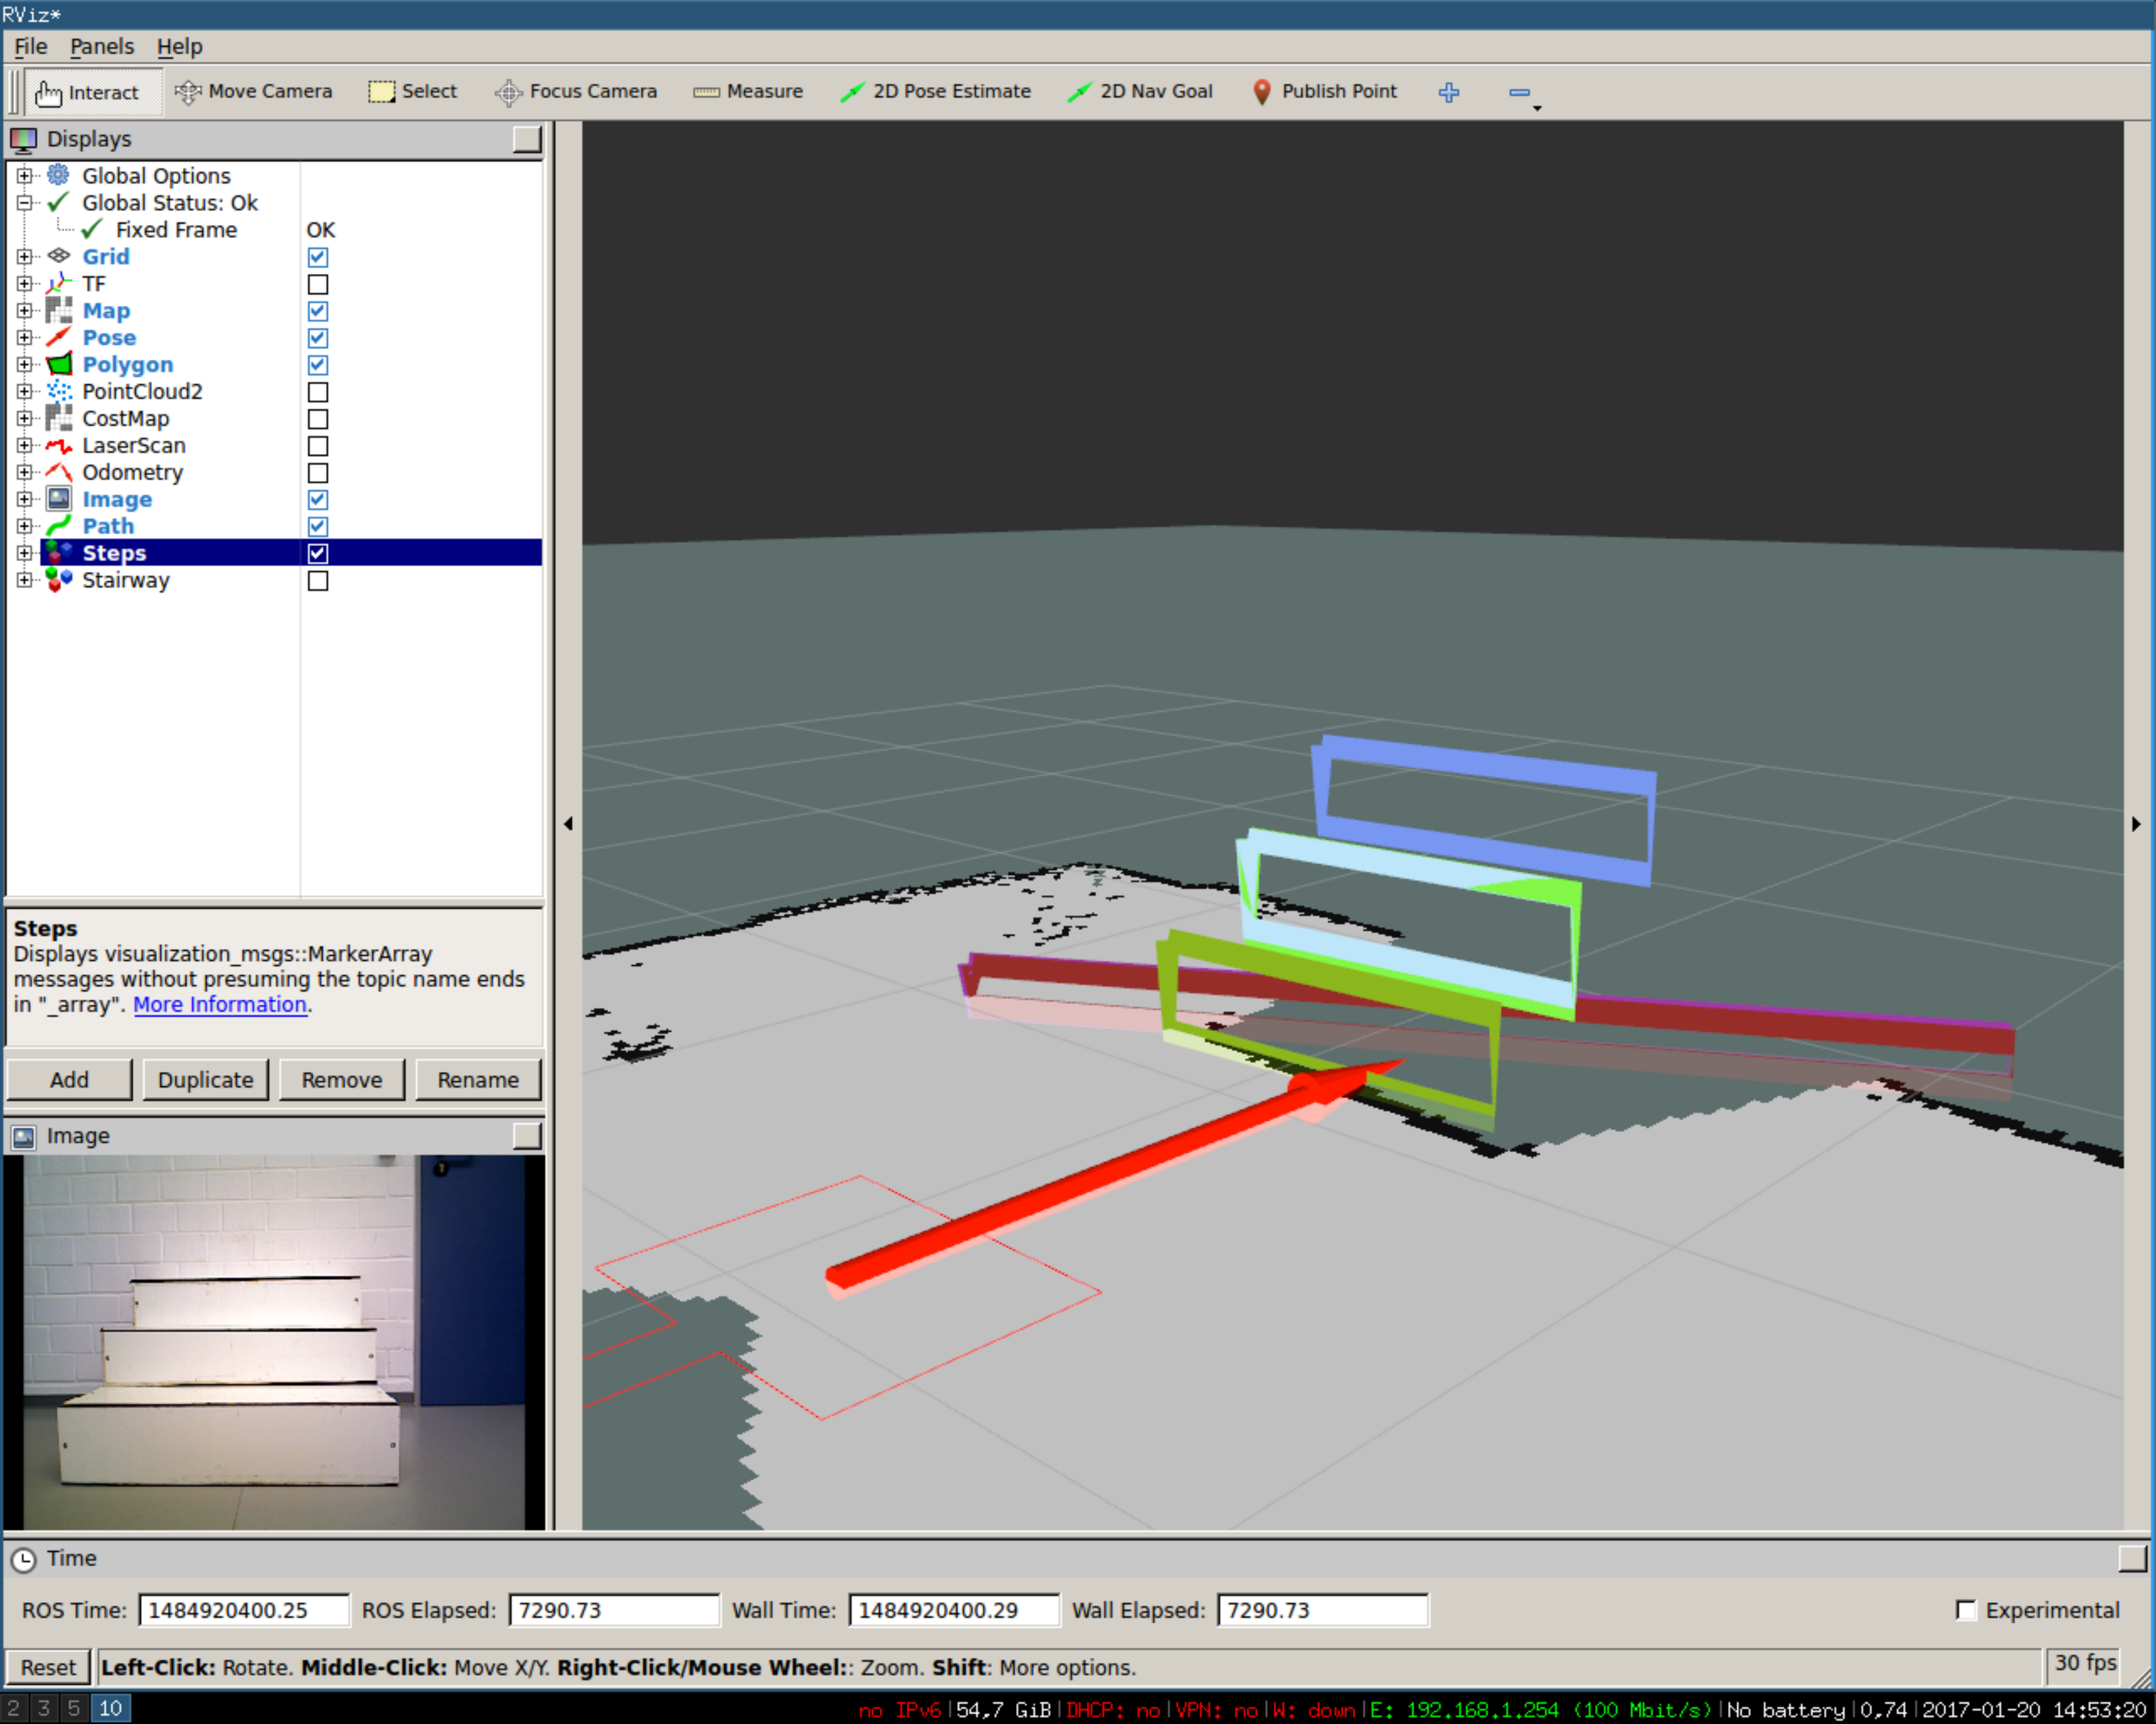 RViz*
File Panels Help
Interact Move Camera Select Focus Camera Measure 2D Pose Estimate 2D Nav Goal Publish Point
Displays
Global Options
Global Status: Ok
Fixed Frame OK
Grid
TF
Map
Pose
Polygon
PointCloud2
CostMap
LaserScan
Odometry
Image
Path
Steps
Stairway
Steps
Displays visualization_msgs::MarkerArray
messages without presuming the topic name ends
in "_array". More Information.
Add Duplicate Remove Rename
Image
Time
ROS Time: 1484920400.25 ROS Elapsed: 7290.73 Wall Time: 1484920400.29 Wall Elapsed: 7290.73 Experimental
Reset Left-Click: Rotate. Middle-Click: Move X/Y. Right-Click/Mouse Wheel:: Zoom. Shift: More options. 30 fps
2 3 5 10 no IPv6|54,7 GiB|DHCP: no|VPN: no|W: down|E: 192.168.1.254 (100 Mbit/s)|No battery|0,74|2017-01-20 14:53:20